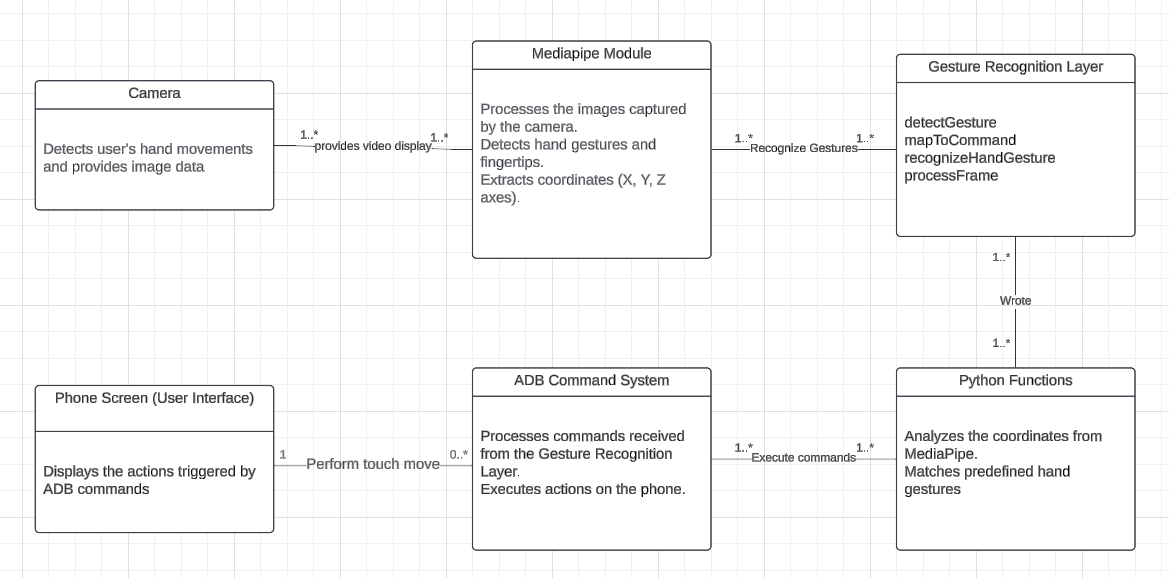 Camera
Detects user's hand movements
and provides image data
1..*
provides video display
1..*
Mediapipe Module
Processes the images captured
by the camera.
Detects hand gestures and
fingertips.
Extracts coordinates (X, Y, Z
axes).
1..*
Recognize Gestures
1..*
Gesture Recognition Layer
detectGesture
mapToCommand
recognizeHandGesture
processFrame
1..*
Wrote
1..*
Phone Screen (User Interface)
Displays the actions triggered by
ADB commands
1
Perform touch move
0..*
ADB Command System
Processes commands received
from the Gesture Recognition
Layer.
Executes actions on the phone.
1..*
Execute commands
1..*
Python Functions
Analyzes the coordinates from
MediaPipe.
Matches predefined hand
gestures